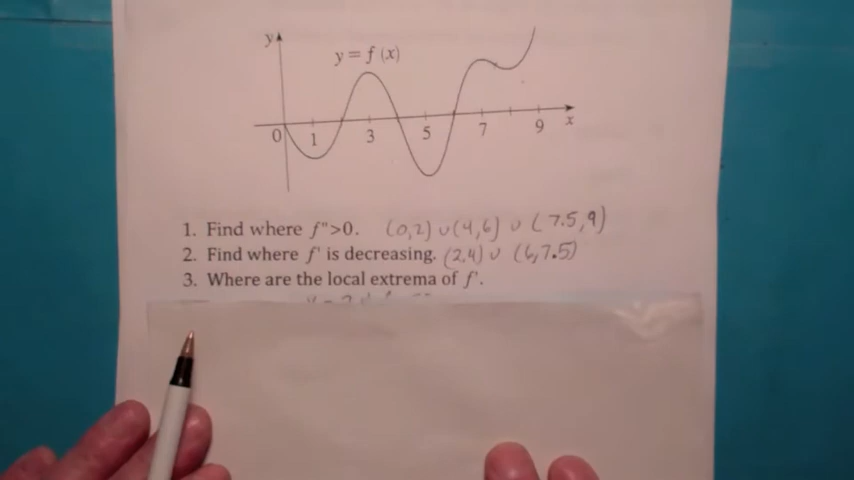 y
y = f (x)
0 1 3 5 7 9 x
1. Find where f">0. (0,2) ∪ (4,6) ∪ (7.5,9)
2. Find where f' is decreasing. (2,4) ∪ (6,7.5)
3. Where are the local extrema of f'.